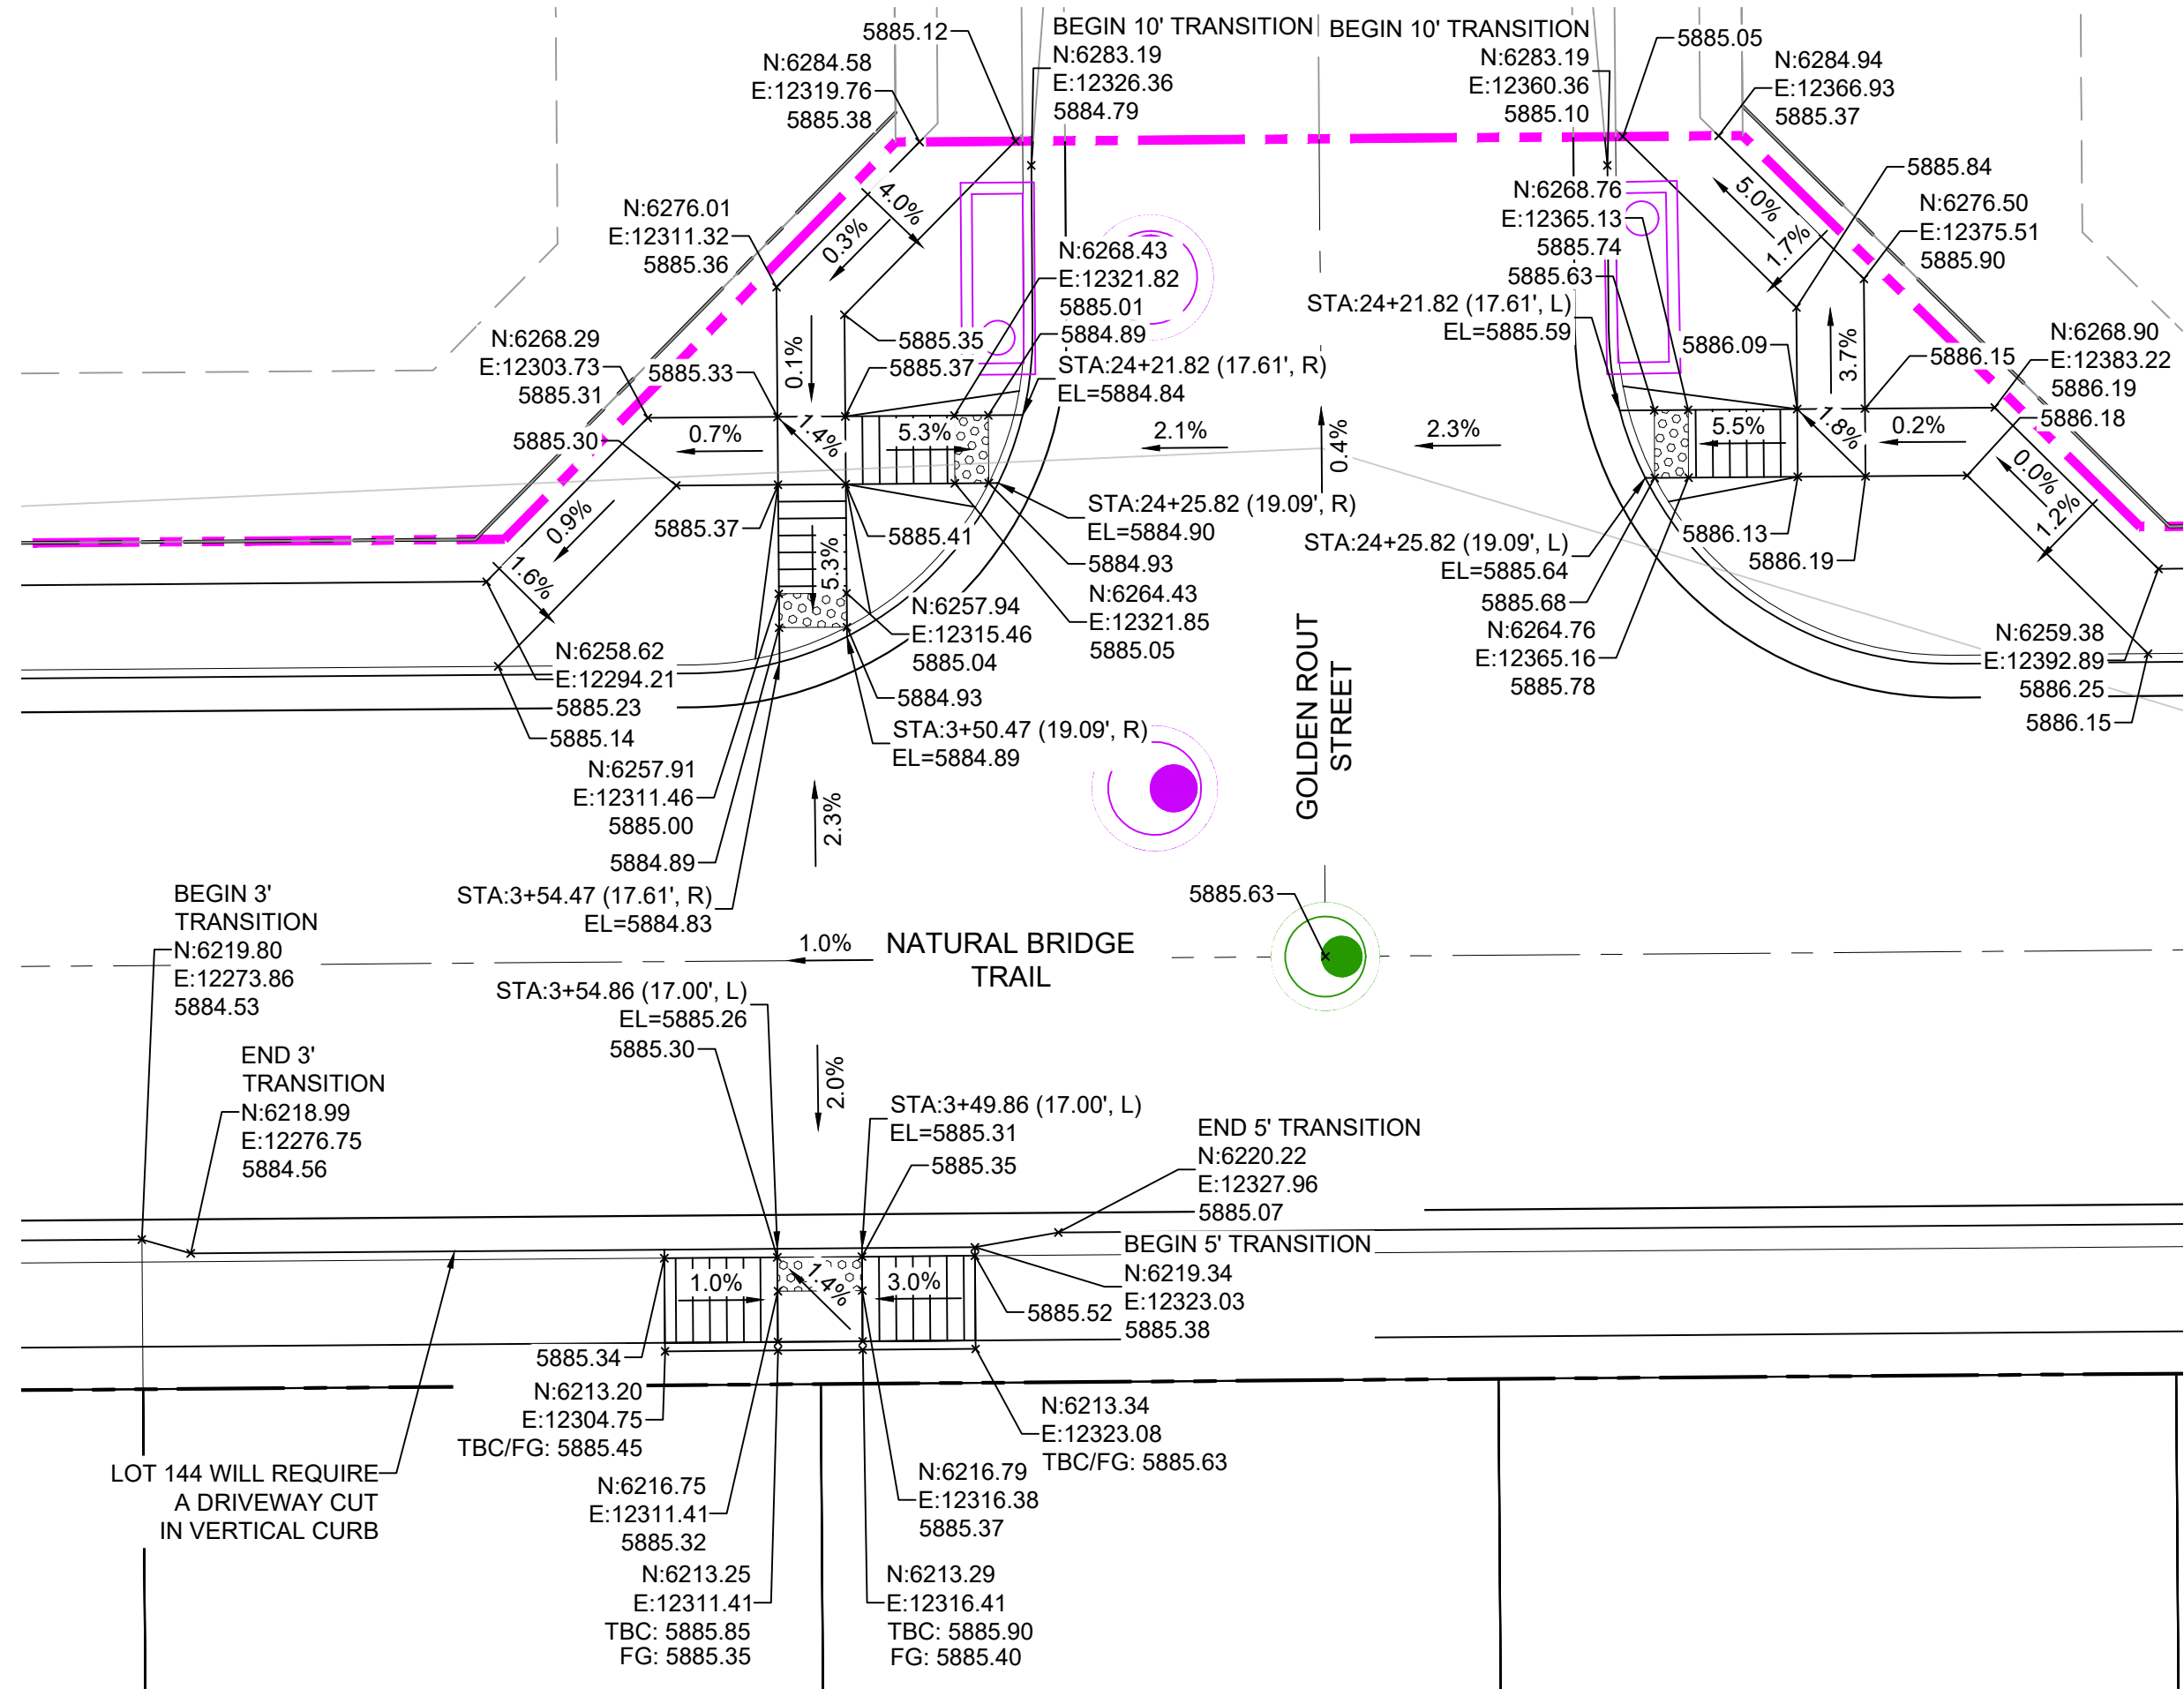 5885.12
BEGIN 10' TRANSITION
N:6283.19
E:12326.36
5884.79
BEGIN 10' TRANSITION
N:6283.19
E:12360.36
5885.10
5885.05
N:6284.94
E:12366.93
5885.37
N:6284.58
E:12319.76
5885.38
4.0%
0.3%
N:6276.01
E:12311.32
5885.36
5885.84
5.0%
1.7%
N:6276.50
E:12375.51
5885.90
N:6268.76
E:12365.13
5885.74
5885.63
N:6268.43
E:12321.82
5885.01
5884.89
STA:24+21.82 (17.61', R)
EL=5884.84
STA:24+21.82 (17.61', L)
EL=5885.59
N:6268.29
E:12303.73
5885.31
5885.33
0.1%
5885.35
5885.37
5886.09
3.7%
5886.15
N:6268.90
E:12383.22
5886.19
5886.18
5885.30
0.7%
1.4%
5.3%
2.1%
0.4%
2.3%
5.5%
1.8%
0.2%
0.0%
1.2%
0.9%
1.6%
5885.37
5.3%
5885.41
STA:24+25.82 (19.09', R)
EL=5884.90
5884.93
N:6264.43
E:12321.85
5885.05
STA:24+25.82 (19.09', L)
EL=5885.64
5885.68
N:6264.76
E:12365.16
5885.78
5886.13
5886.19
N:6257.94
E:12315.46
5885.04
5884.93
STA:3+50.47 (19.09', R)
EL=5884.89
N:6258.62
E:12294.21
5885.23
5885.14
N:6259.38
E:12392.89
5886.25
5886.15
GOLDEN ROUT
STREET
N:6257.91
E:12311.46
5885.00
5884.89
STA:3+54.47 (17.61', R)
EL=5884.83
2.3%
5885.63
BEGIN 3'
TRANSITION
N:6219.80
E:12273.86
5884.53
1.0%
NATURAL BRIDGE
TRAIL
STA:3+54.86 (17.00', L)
EL=5885.26
5885.30
END 3'
TRANSITION
N:6218.99
E:12276.75
5884.56
2.0%
STA:3+49.86 (17.00', L)
EL=5885.31
5885.35
END 5' TRANSITION
N:6220.22
E:12327.96
5885.07
BEGIN 5' TRANSITION
N:6219.34
E:12323.03
5885.38
1.0%
1.4%
3.0%
5885.52
5885.34
N:6213.20
E:12304.75
TBC/FG: 5885.45
N:6213.34
E:12323.08
TBC/FG: 5885.63
LOT 144 WILL REQUIRE
A DRIVEWAY CUT
IN VERTICAL CURB
N:6216.75
E:12311.41
5885.32
N:6216.79
E:12316.38
5885.37
N:6213.25
E:12311.41
TBC: 5885.85
FG: 5885.35
N:6213.29
E:12316.41
TBC: 5885.90
FG: 5885.40